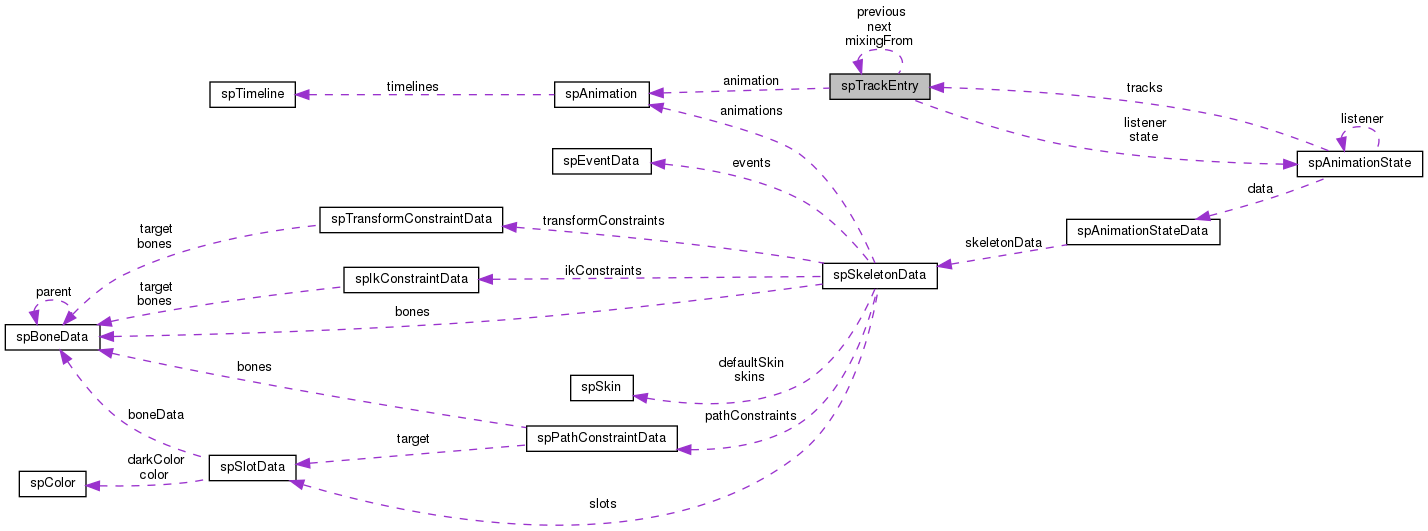 previous
next
mixingFrom
spTimeline
timelines
spAnimation
animation
spTrackEntry
tracks
animations
listener
state
listener
spEventData
events
spAnimationState
data
spTransformConstraintData
transformConstraints
target
bones
spAnimationStateData
skeletonData
spSkeletonData
spIkConstraintData
ikConstraints
target
bones
parent
spBoneData
bones
bones
spSkin
defaultSkin
skins
boneData
pathConstraints
spPathConstraintData
target
spSlotData
darkColor
color
spColor
slots